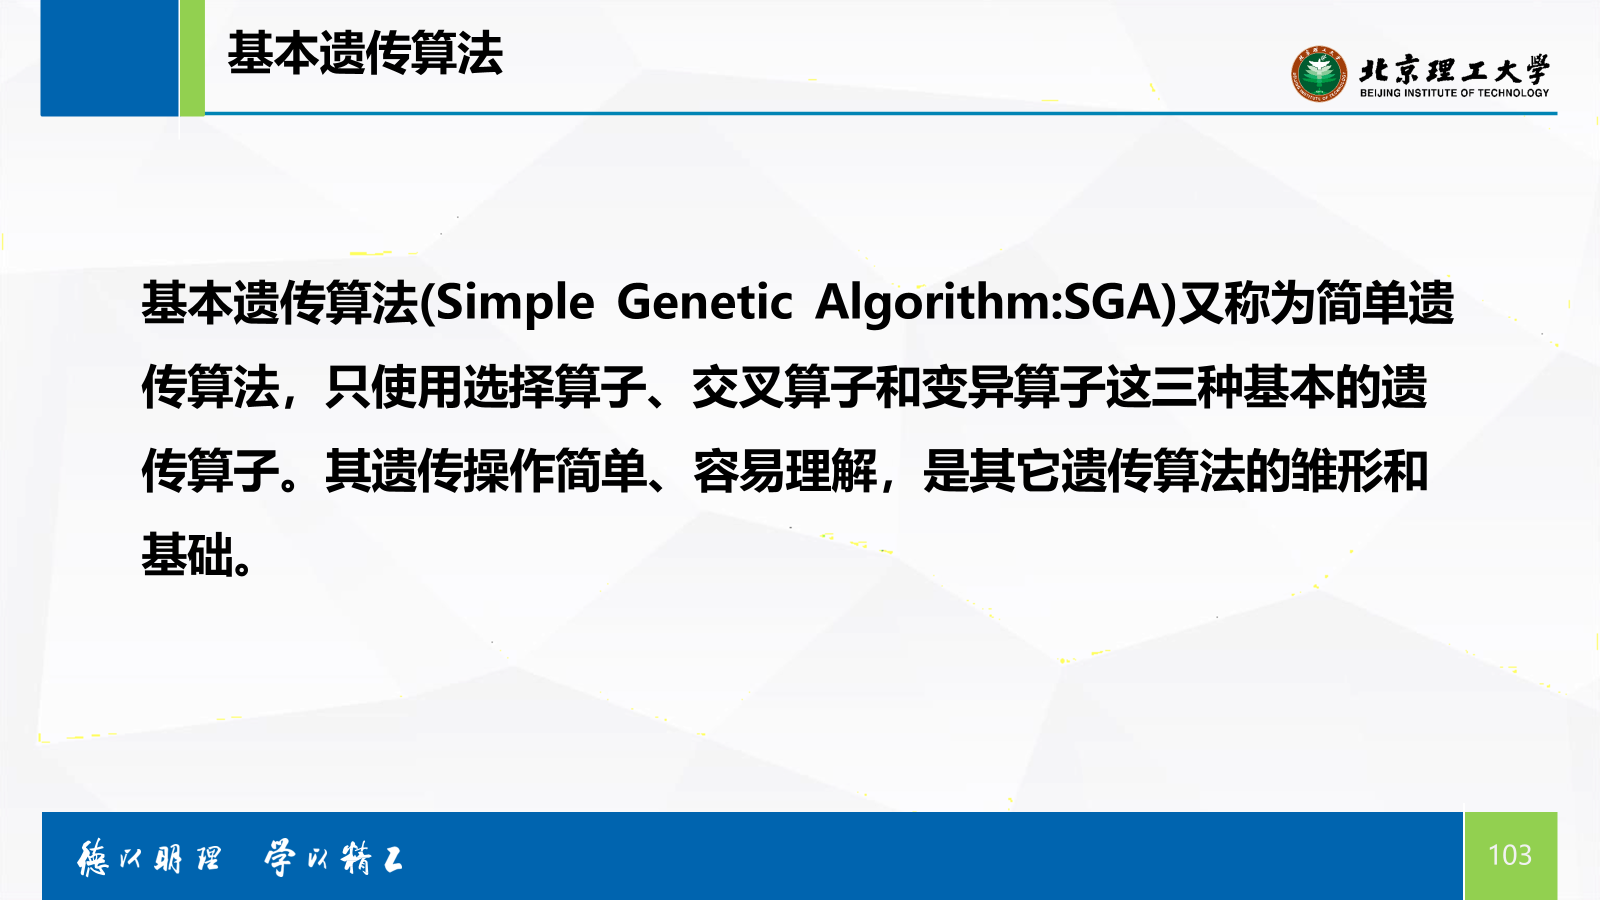 基本遗传算法
北京理工大学
BEIJING INSTITUTE OF TECHNOLOGY
基本遗传算法(Simple Genetic Algorithm:SGA)又称为简单遗
传算法，只使用选择算子、交叉算子和变异算子这三种基本的遗
传算子。其遗传操作简单、容易理解，是其它遗传算法的雏形和
基础。
德以明理 学以精工
103